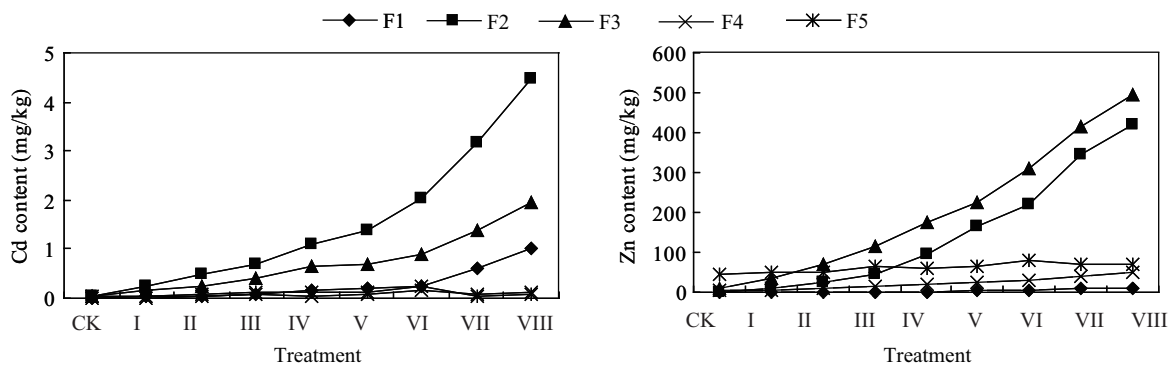 F1 F2 F3 F4 F5
Cd content (mg/kg)
5
4
3
2
1
0
CK I II III IV V VI VII VIII
Treatment
Zn content (mg/kg)
600
500
400
300
200
100
0
CK I II III IV V VI VII VIII
Treatment